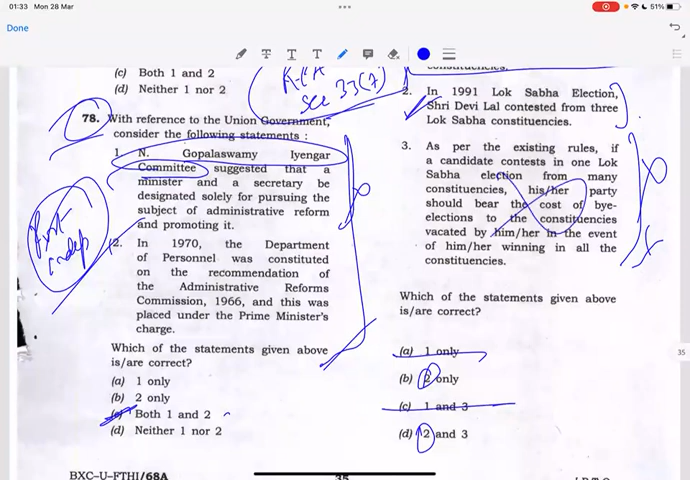 01:33 Mon 28 Mar
51%
Done
(c) Both 1 and 2
(d) Neither 1 nor 2
see 33(7)
78. With reference to the Union Government,
consider the following statements :
1. N. Gopalaswamy Iyengar
Committee suggested that a
minister and a secretary be
designated solely for pursuing the
subject of administrative reform
and promoting it.
2. In 1970, the Department
of Personnel was constituted
on the recommendation of
the Administrative Reforms
Commission, 1966, and this was
placed under the Prime Minister's
charge.
Which of the statements given above
is/are correct?
(a) 1 only
(b) 2 only
(c) Both 1 and 2
(d) Neither 1 nor 2
BXC-U-FTHI/68A
35
constituencies.
2. In 1991 Lok Sabha Election,
Shri Devi Lal contested from three
Lok Sabha constituencies.
3. As per the existing rules, if
a candidate contests in one Lok
Sabha election from many
constituencies, his/her party
should bear the cost of bye-
elections to the constituencies
vacated by him/her in the event
of him/her winning in all the
constituencies.
Which of the statements given above
is/are correct?
(a) 1 only
(b) 2 only
(c) 1 and 3
(d) 2 and 3
35